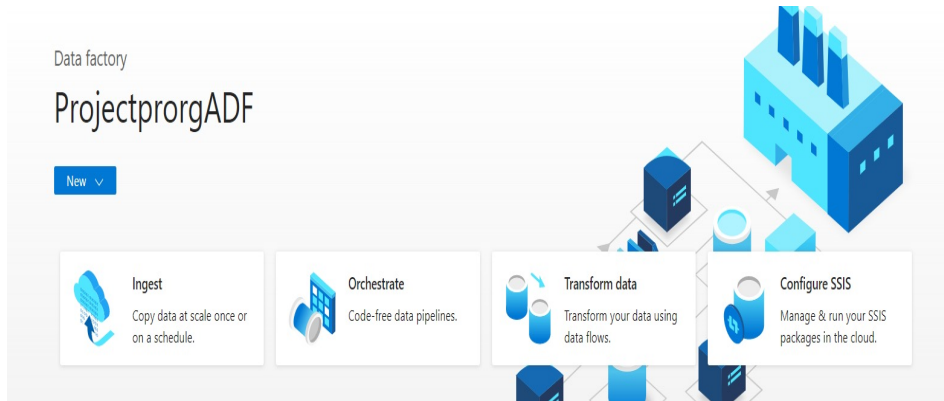 Data factory
ProjectprorgADF
New
Ingest
Copy data at scale once or
on a schedule.
Orchestrate
Code-free data pipelines.
Transform data
Transform your data using
data flows.
Configure SSIS
Manage & run your SSIS
packages in the cloud.